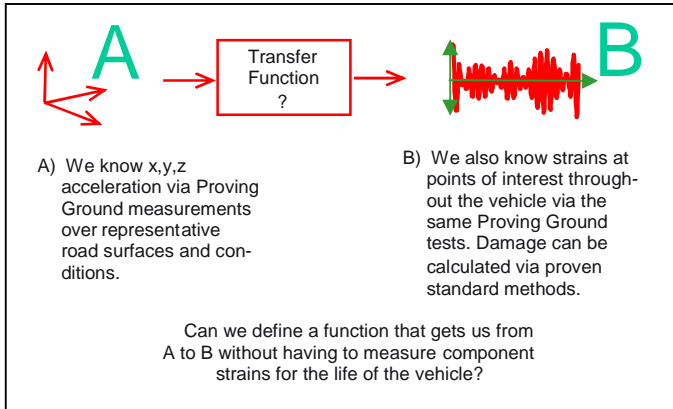 A
Transfer
Function
?
B
A) We know x,y,z
acceleration via Proving
Ground measurements
over representative
road surfaces and con-
ditions.
B) We also know strains at
points of interest through-
out the vehicle via the
same Proving Ground
tests. Damage can be
calculated via proven
standard methods.
Can we define a function that gets us from
A to B without having to measure component
strains for the life of the vehicle?